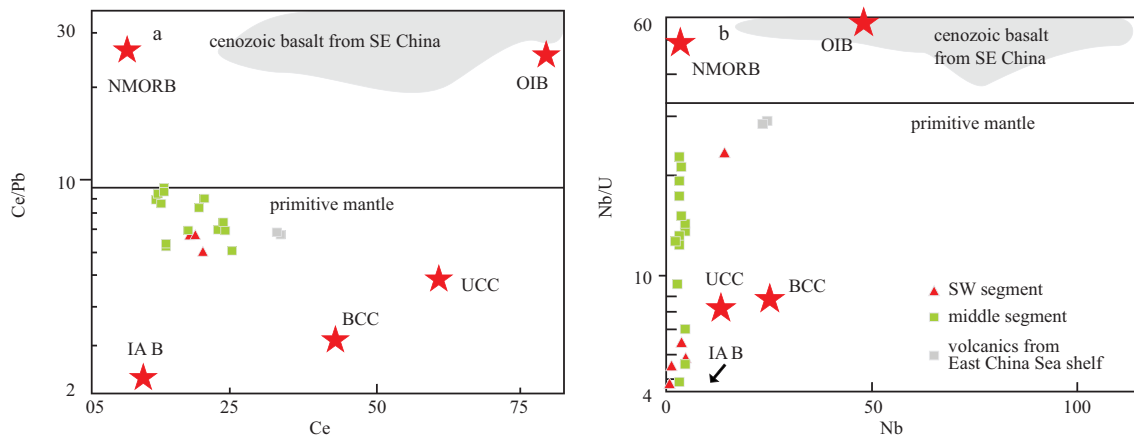 30
a
cenozoic basalt from SE China
NMORB
OIB
10
Ce/Pb
primitive mantle
UCC
BCC
IA B
2
05
25
50
75
Ce
60
b
OIB
cenozoic basalt
from SE China
NMORB
primitive mantle
Nb/U
10
UCC
BCC
SW segment
middle segment
IA B
volcanics from
East China Sea shelf
4
0
50
100
Nb